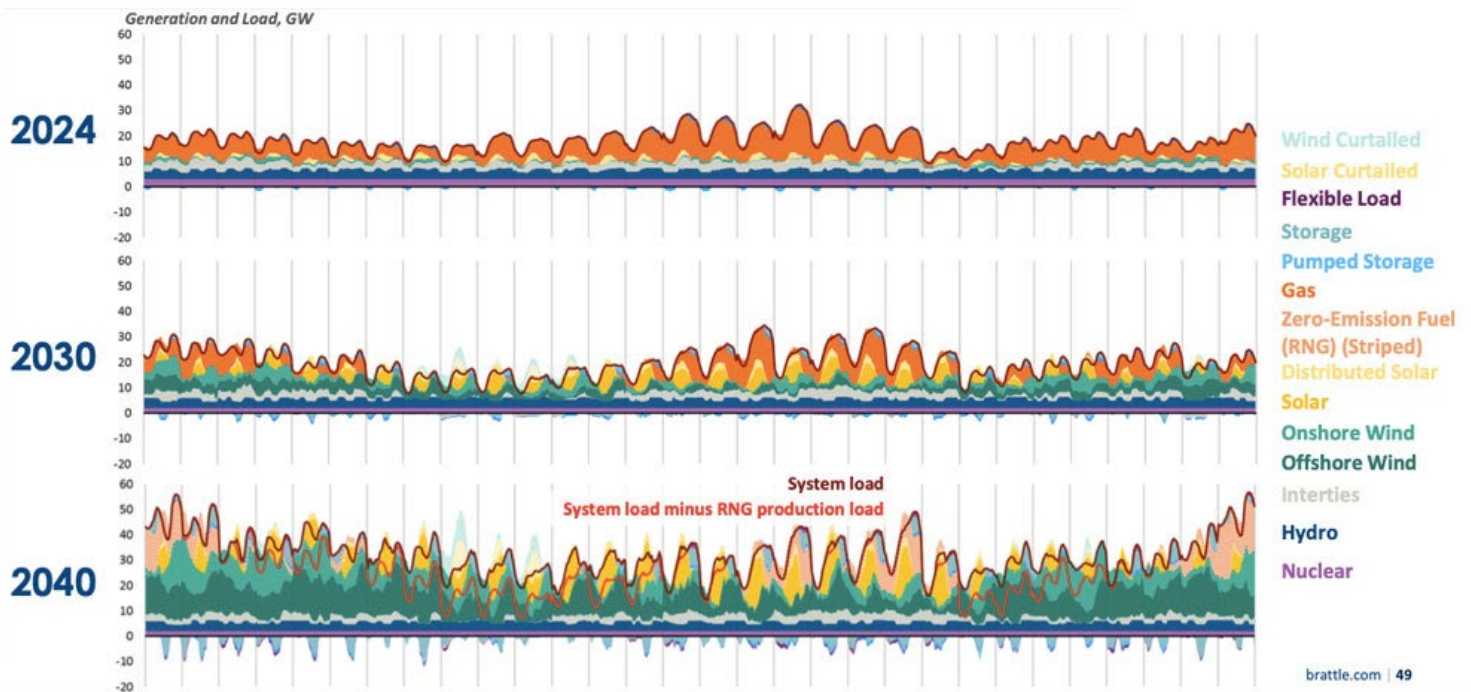 Generation and Load, GW
2024
60
50
40
30
20
10
0
-10
-20
2030
60
50
40
30
20
10
0
-10
-20
2040
60
50
40
30
20
10
0
-10
-20
System load
System load minus RNG production load
Wind Curtailed
Solar Curtailed
Flexible Load
Storage
Pumped Storage
Gas
Zero-Emission Fuel
(RNG) (Striped)
Distributed Solar
Solar
Onshore Wind
Offshore Wind
Interties
Hydro
Nuclear
brattle.com | 49